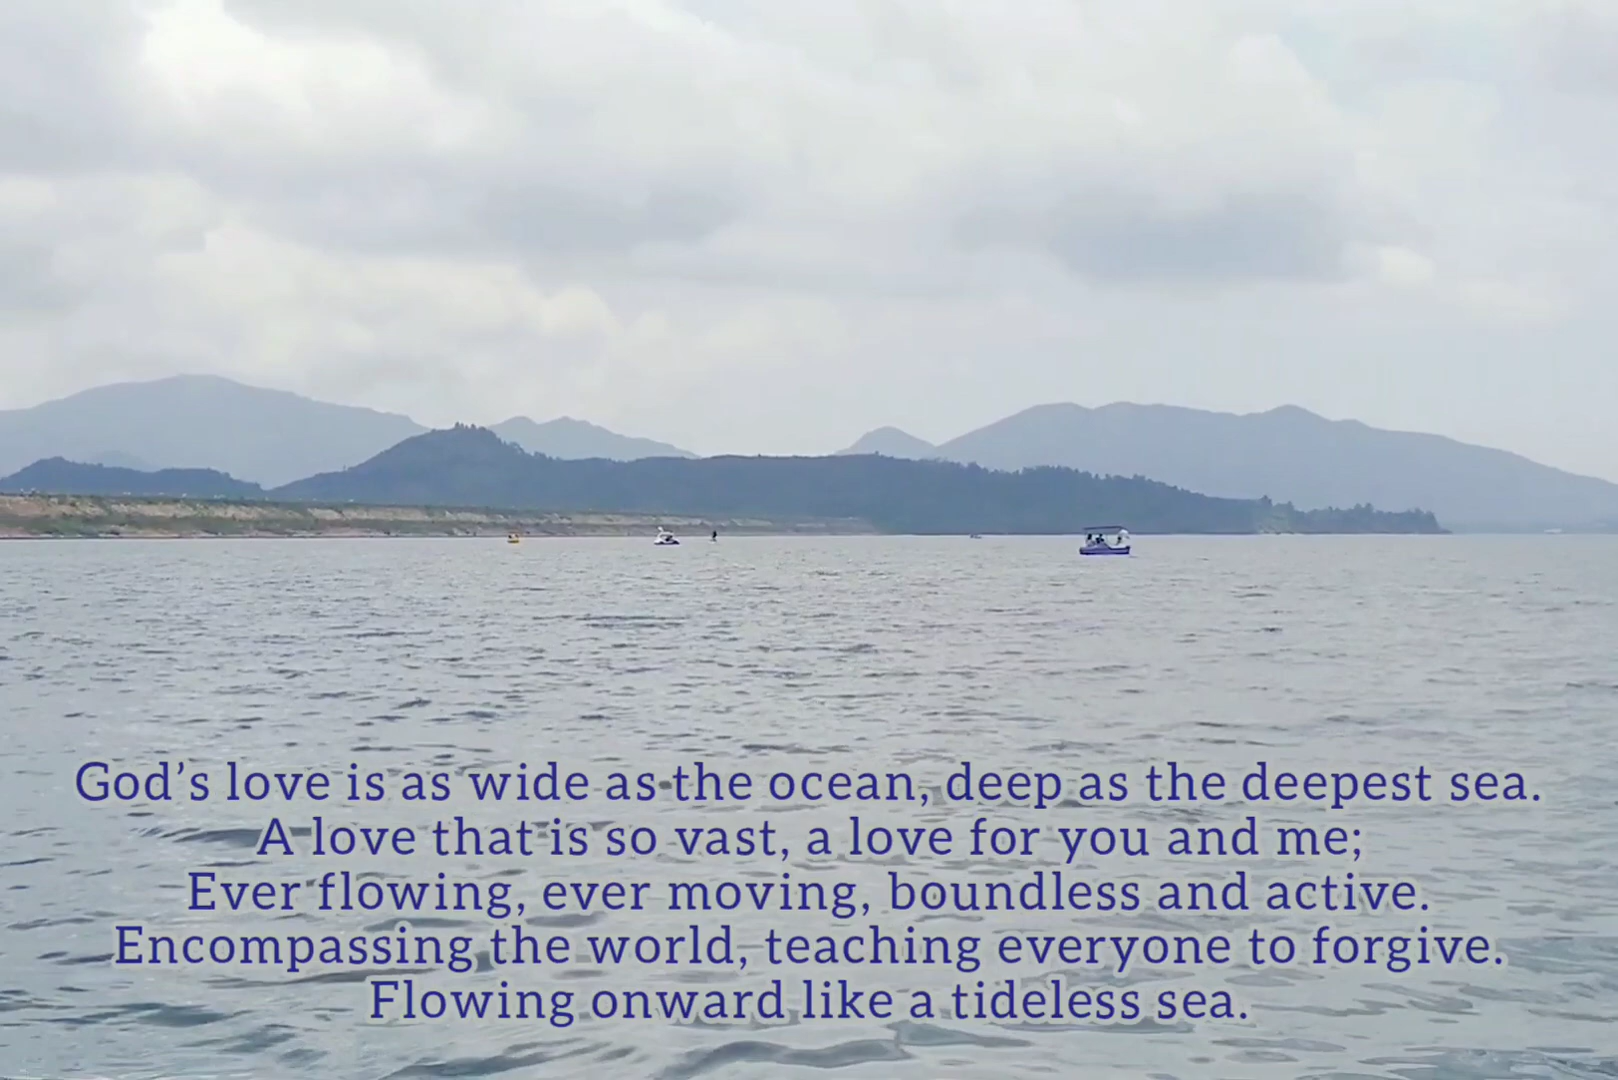 God’s love is as wide as the ocean, deep as the deepest sea.
A love that is so vast, a love for you and me;
Ever flowing, ever moving, boundless and active.
Encompassing the world, teaching everyone to forgive.
Flowing onward like a tideless sea.